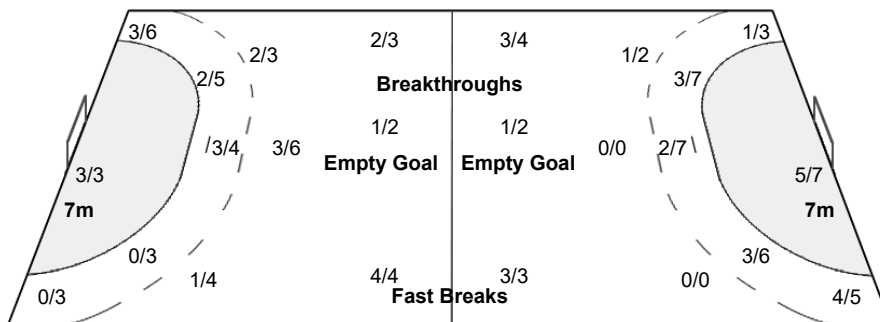 3/6 2/3 2/3 3/4 1/2 1/3
2/5 Breakthroughs 3/7
3/4 3/6 1/2 1/2 0/0 2/7
Empty Goal Empty Goal
3/3 5/7
7m 7m
0/3 3/6
1/4 4/4 3/3 0/0
0/3 Fast Breaks 4/5